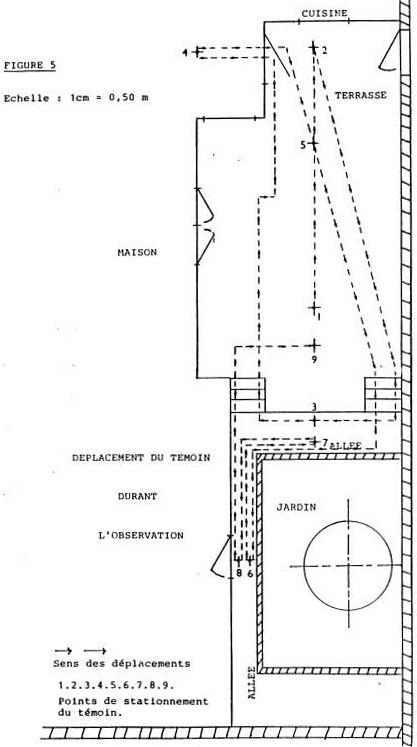 CUISINE
4
2
FIGURE 5
Echelle : 1cm = 0,50 m
TERRASSE
5
MAISON
1
9
3
7
ALLEE
DEPLACEMENT DU TEMOIN
DURANT
L'OBSERVATION
JARDIN
8
6
ALLEE
Sens des déplacements
1.2.3.4.5.6.7.8.9.
Points de stationnement
du témoin.